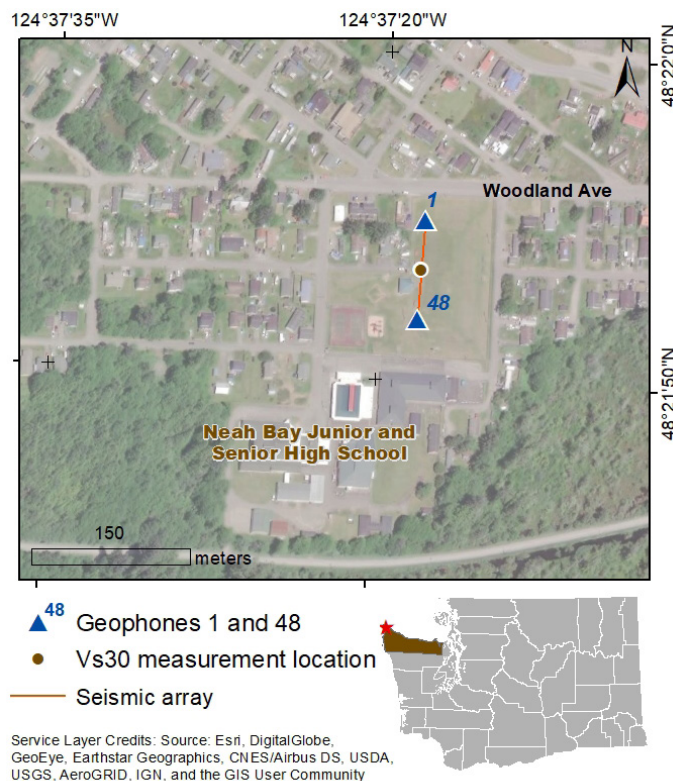 124°37'35"W
124°37'20"W
N
48°22'0"N
Woodland Ave
1
48
48°21'50"N
Neah Bay Junior and
Senior High School
150
meters
48
Geophones 1 and 48
Vs30 measurement location
Seismic array
Service Layer Credits: Source: Esri, DigitalGlobe,
GeoEye, Earthstar Geographics, CNES/Airbus DS, USDA,
USGS, AeroGRID, IGN, and the GIS User Community